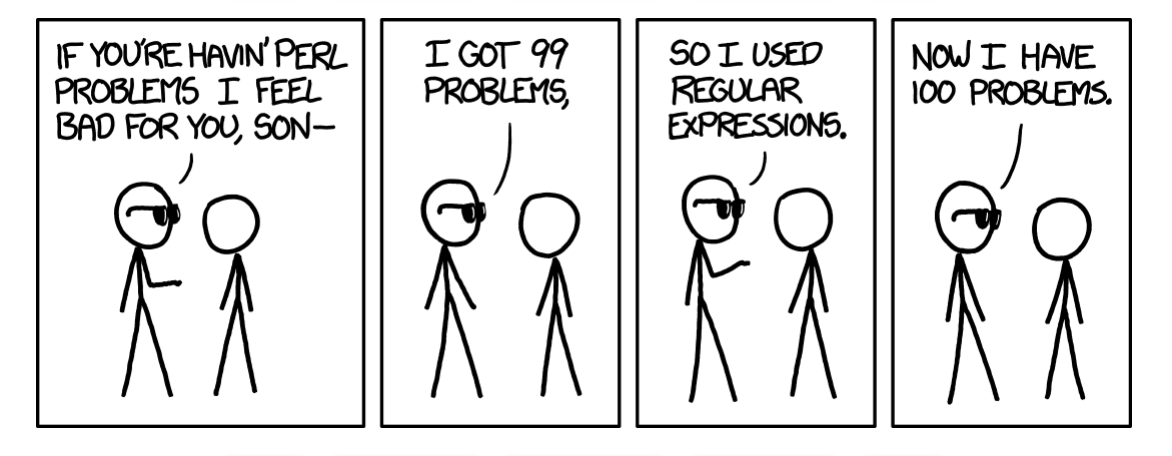 IF YOU'RE HAVIN' PERL
PROBLEMS I FEEL
BAD FOR YOU, SON—
I GOT 99
PROBLEMS,
SO I USED
REGULAR
EXPRESSIONS.
NOW I HAVE
100 PROBLEMS.